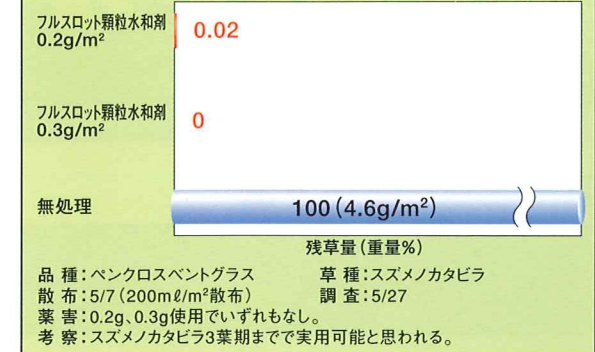 フルスロット顆粒水和剤
0.2g/m²
0.02
フルスロット顆粒水和剤
0.3g/m²
0
無処理
100(4.6g/m²)
残草量(重量%)
品 種：ペンクロスベントグラス　草 種：スズメノカタビラ
散 布：5/7(200mℓ/m²散布)　調 査：5/27
薬 害：0.2g、0.3g使用でいずれもなし。
考 察：スズメノカタビラ3葉期までで実用可能と思われる。